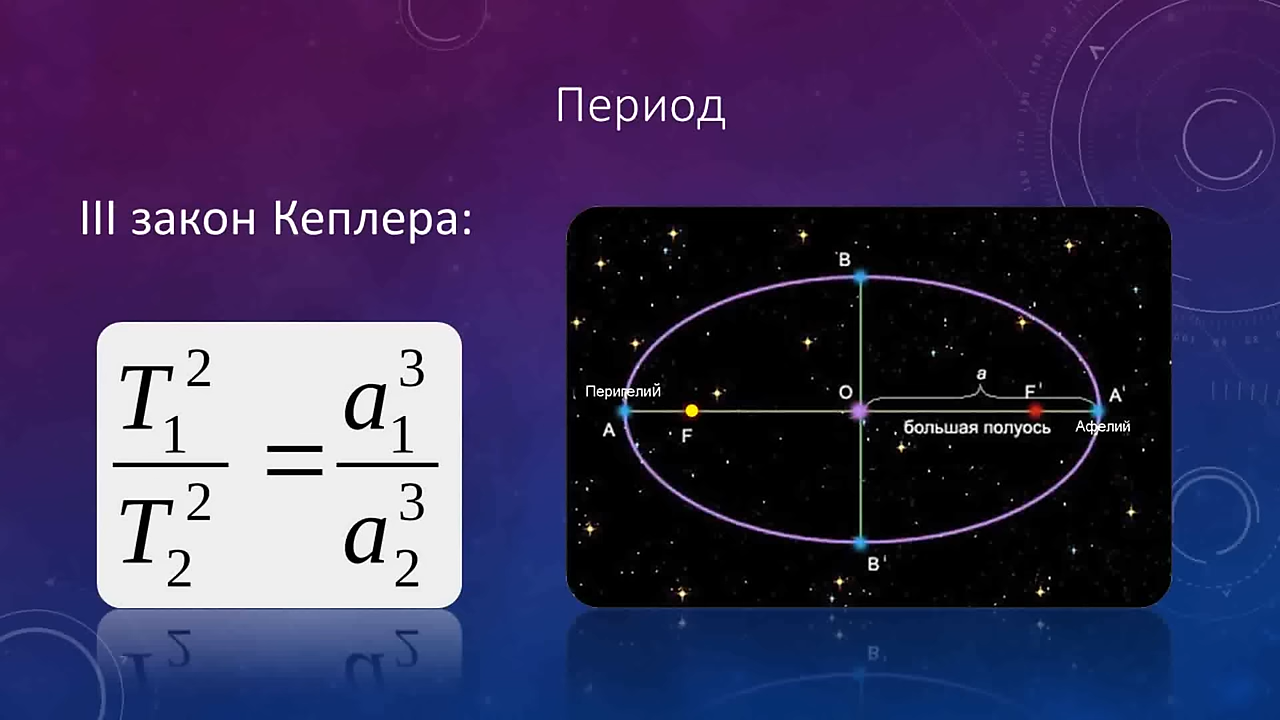 Период
III закон Кеплера:
T₁² / T₂² = a₁³ / a₂³
B
a
Перигелий
O
F'
A'
A
F
большая полуось
Афелий
B'